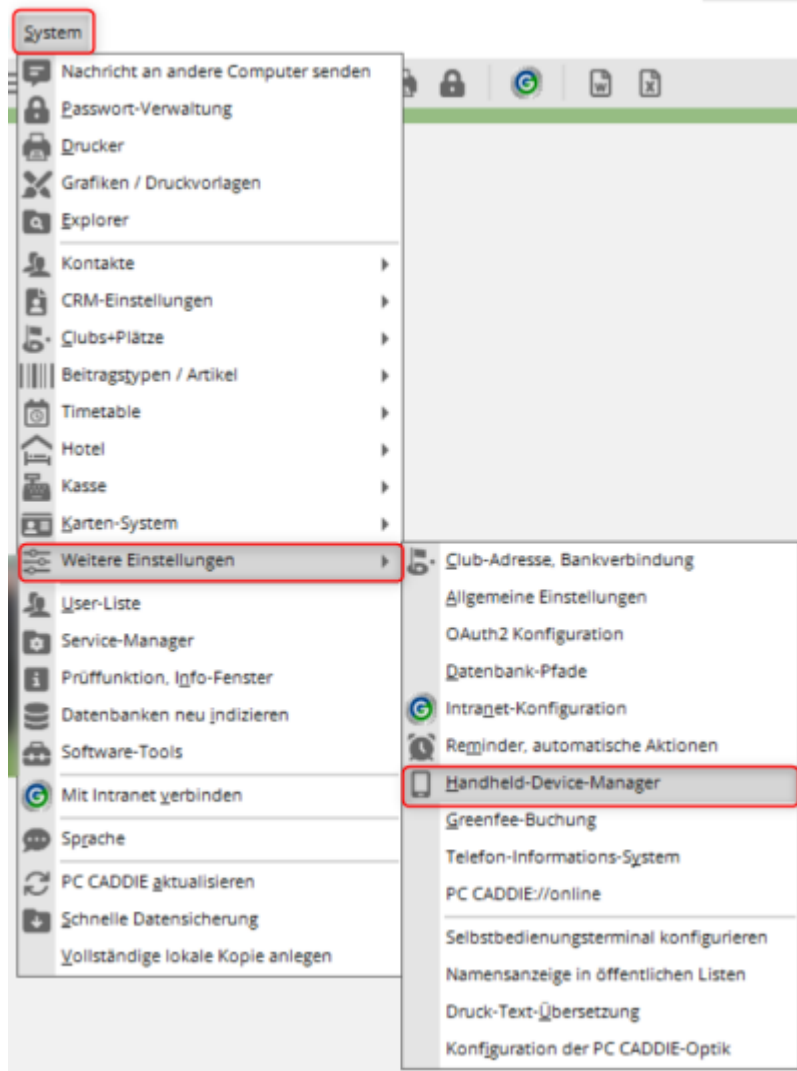 System
Nachricht an andere Computer senden
Passwort-Verwaltung
Drucker
Grafiken / Druckvorlagen
Explorer
Kontakte
CRM-Einstellungen
Clubs+Plätze
Beitragstypen / Artikel
Timetable
Hotel
Kasse
Karten-System
Weitere Einstellungen
User-Liste
Service-Manager
Prüffunktion, Info-Fenster
Datenbanken neu indizieren
Software-Tools
Mit Intranet verbinden
Sprache
PC CADDIE aktualisieren
Schnelle Datensicherung
Vollständige lokale Kopie anlegen
Club-Adresse, Bankverbindung
Allgemeine Einstellungen
OAuth2 Konfiguration
Datenbank-Pfade
Intranet-Konfiguration
Reminder, automatische Aktionen
Handheld-Device-Manager
Greenfee-Buchung
Telefon-Informations-System
PC CADDIE://online
Selbstbedienungsterminal konfigurieren
Namensanzeige in öffentlichen Listen
Druck-Text-Übersetzung
Konfiguration der PC CADDIE-Optik